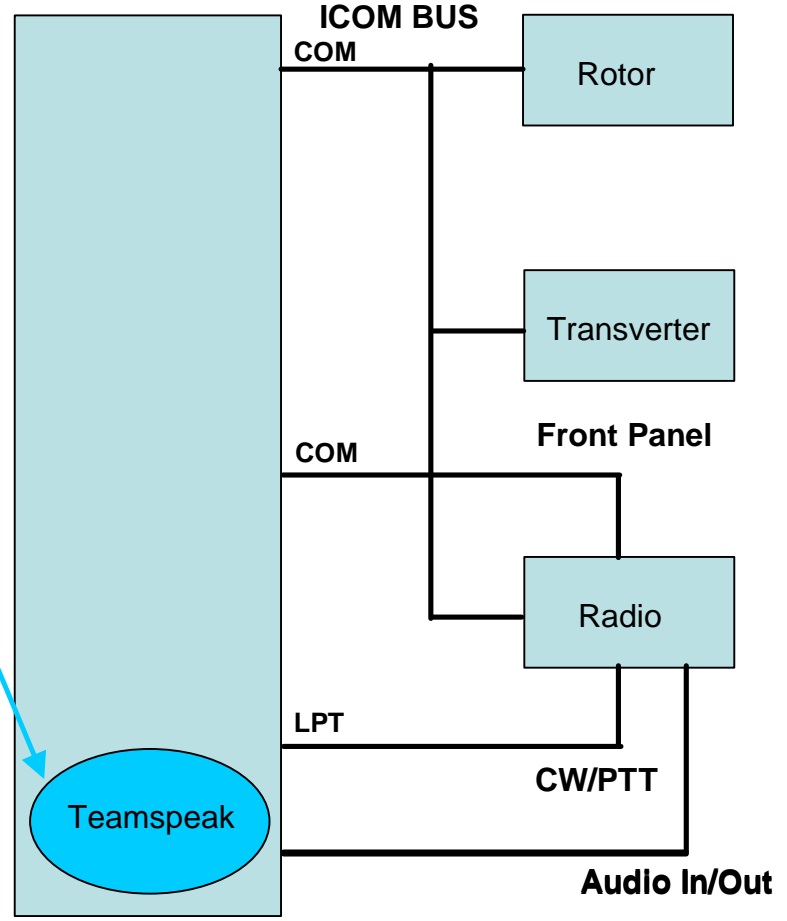 ICOM BUS
COM
Rotor
Transverter
Front Panel
COM
Radio
LPT
CW/PTT
Teamspeak
Audio In/Out